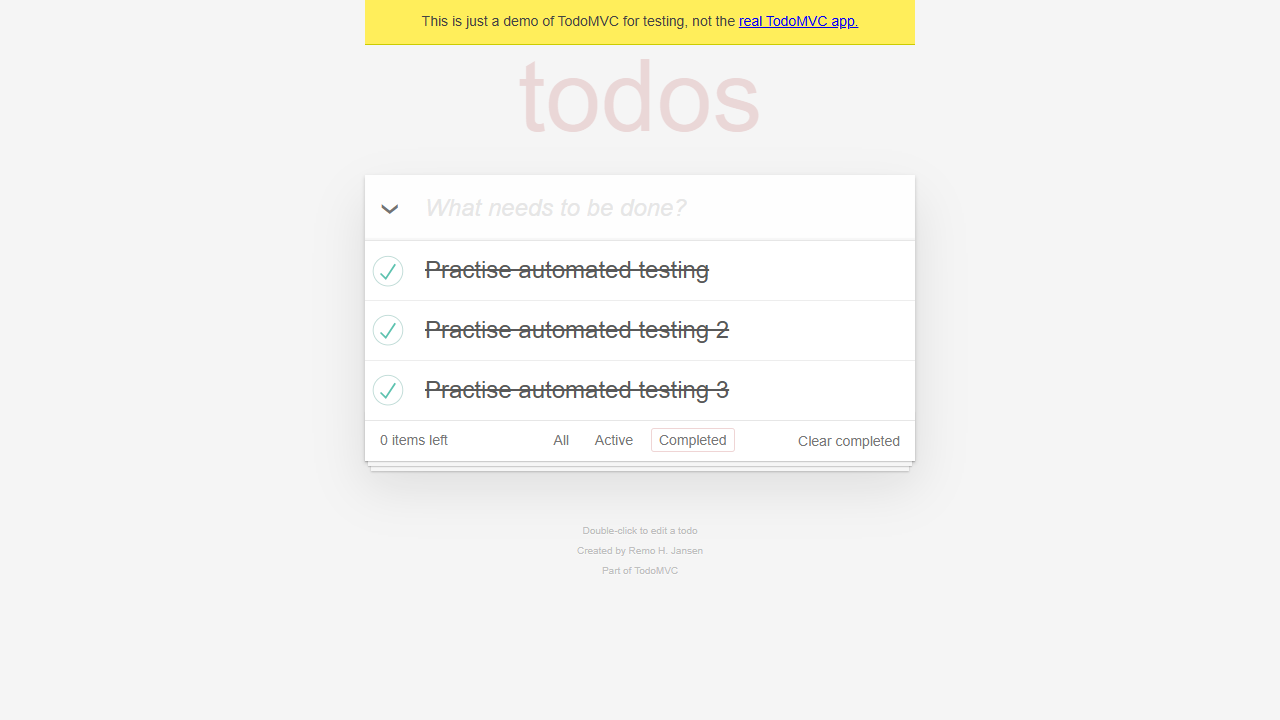 This is just a demo of TodoMVC for testing, not the real TodoMVC app.
todos
What needs to be done?
Practise automated testing
Practise automated testing 2
Practise automated testing 3
0 items left All Active Completed Clear completed
Double-click to edit a todo
Created by Remo H. Jansen
Part of TodoMVC